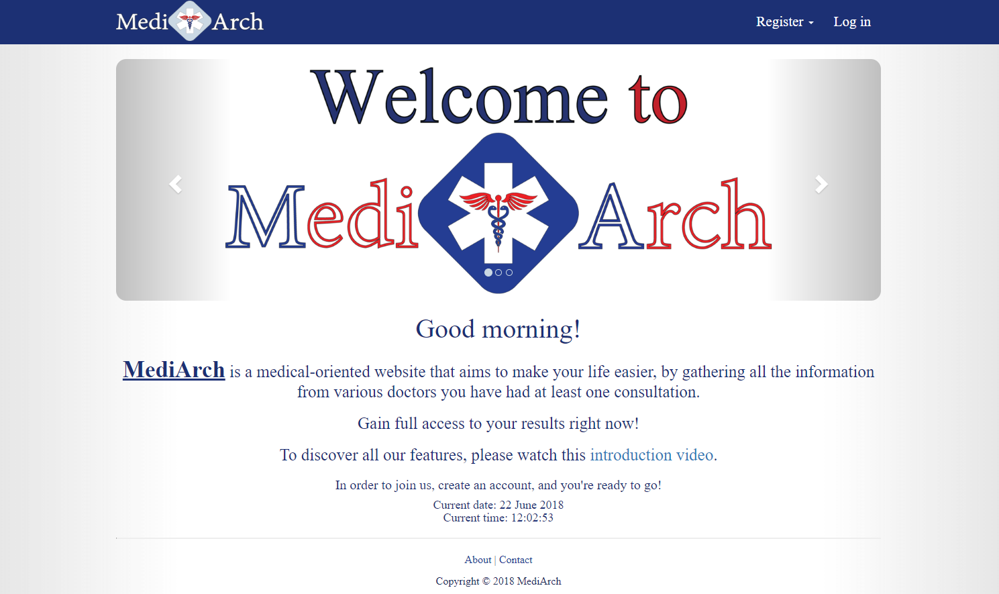 Medi Arch
Register
Log in
Welcome to
Medi Arch
Good morning!
MediArch is a medical-oriented website that aims to make your life easier, by gathering all the information
from various doctors you have had at least one consultation.
Gain full access to your results right now!
To discover all our features, please watch this introduction video.
In order to join us, create an account, and you're ready to go!
Current date: 22 June 2018
Current time: 12:02:53
About | Contact
Copyright © 2018 MediArch